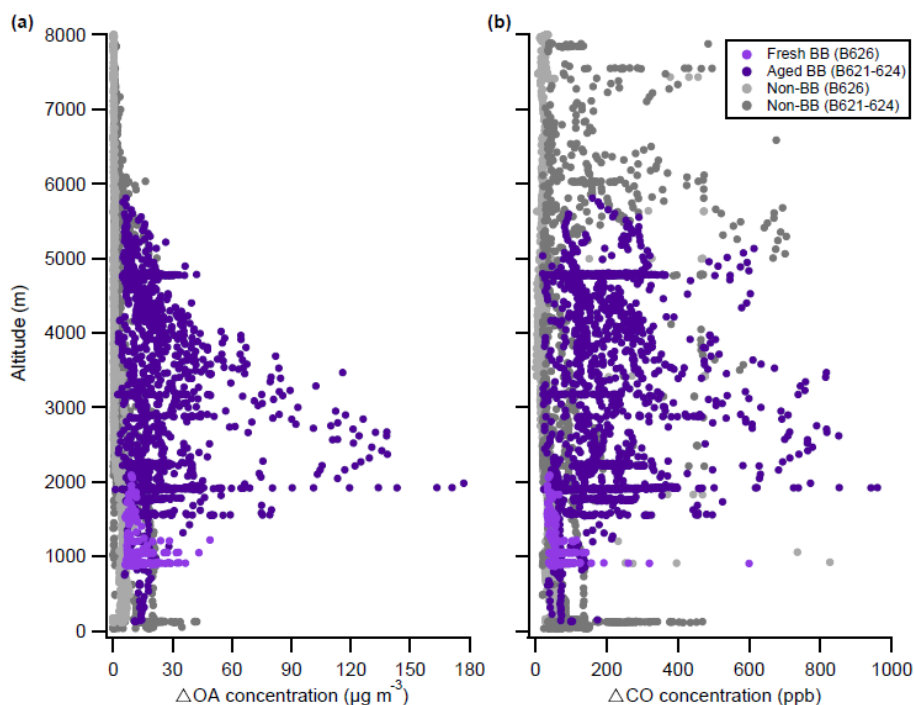 (a)
(b)
8000
7000
6000
5000
4000
3000
2000
1000
0
Altitude (m)
0 30 60 90 120 150 180
△OA concentration (µg m⁻³)
Fresh BB (B626)
Aged BB (B621-624)
Non-BB (B626)
Non-BB (B621-624)
0 200 400 600 800 1000
△CO concentration (ppb)